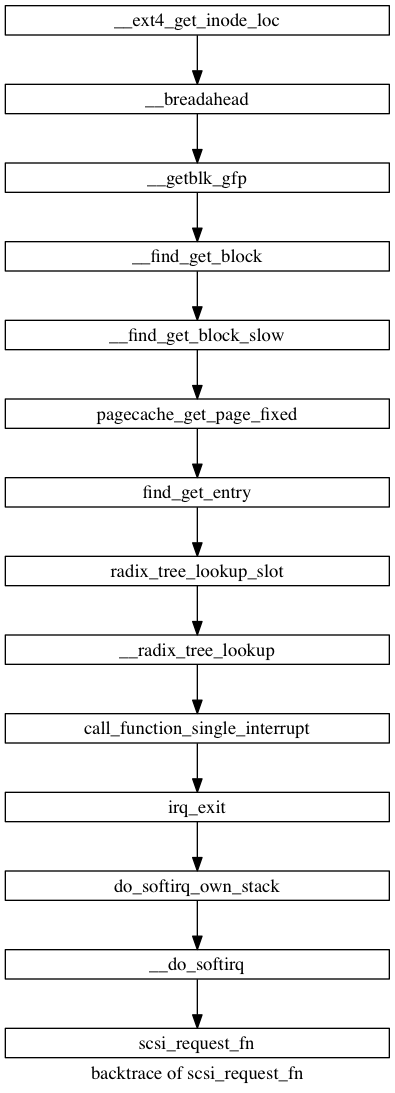 __ext4_get_inode_loc
__breadahead
__getblk_gfp
__find_get_block
__find_get_block_slow
pagecache_get_page_fixed
find_get_entry
radix_tree_lookup_slot
__radix_tree_lookup
call_function_single_interrupt
irq_exit
do_softirq_own_stack
__do_softirq
scsi_request_fn
backtrace of scsi_request_fn